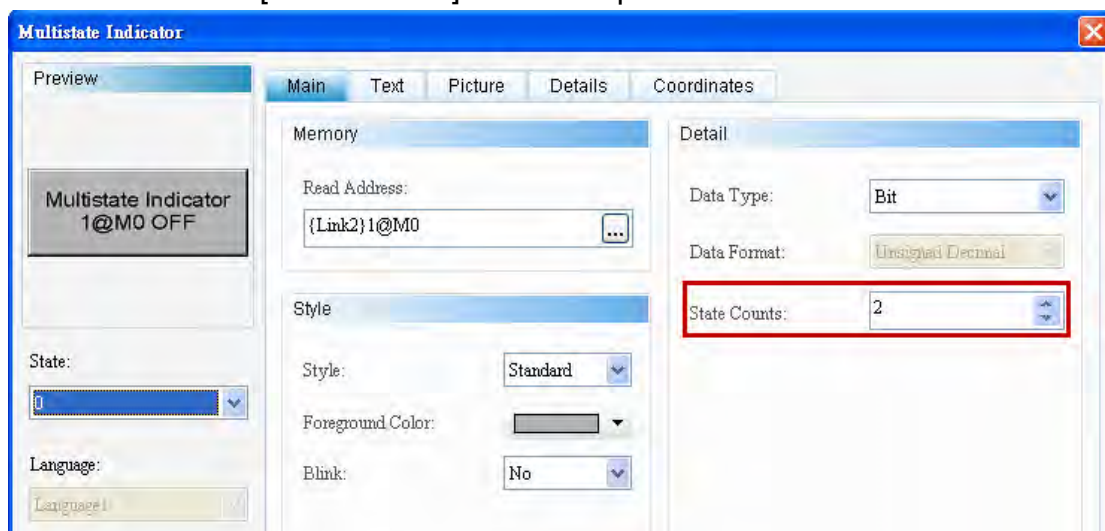 Multistate Indicator
Preview
Multistate Indicator
1@M0 OFF
State:
0
Language:
Language1
Main Text Picture Details Coordinates
Memory
Read Address:
{Link2}1@M0
...
Style
Style: Standard
Foreground Color:
Blink: No
Detail
Data Type: Bit
Data Format: Unsigned Decimal
State Counts: 2